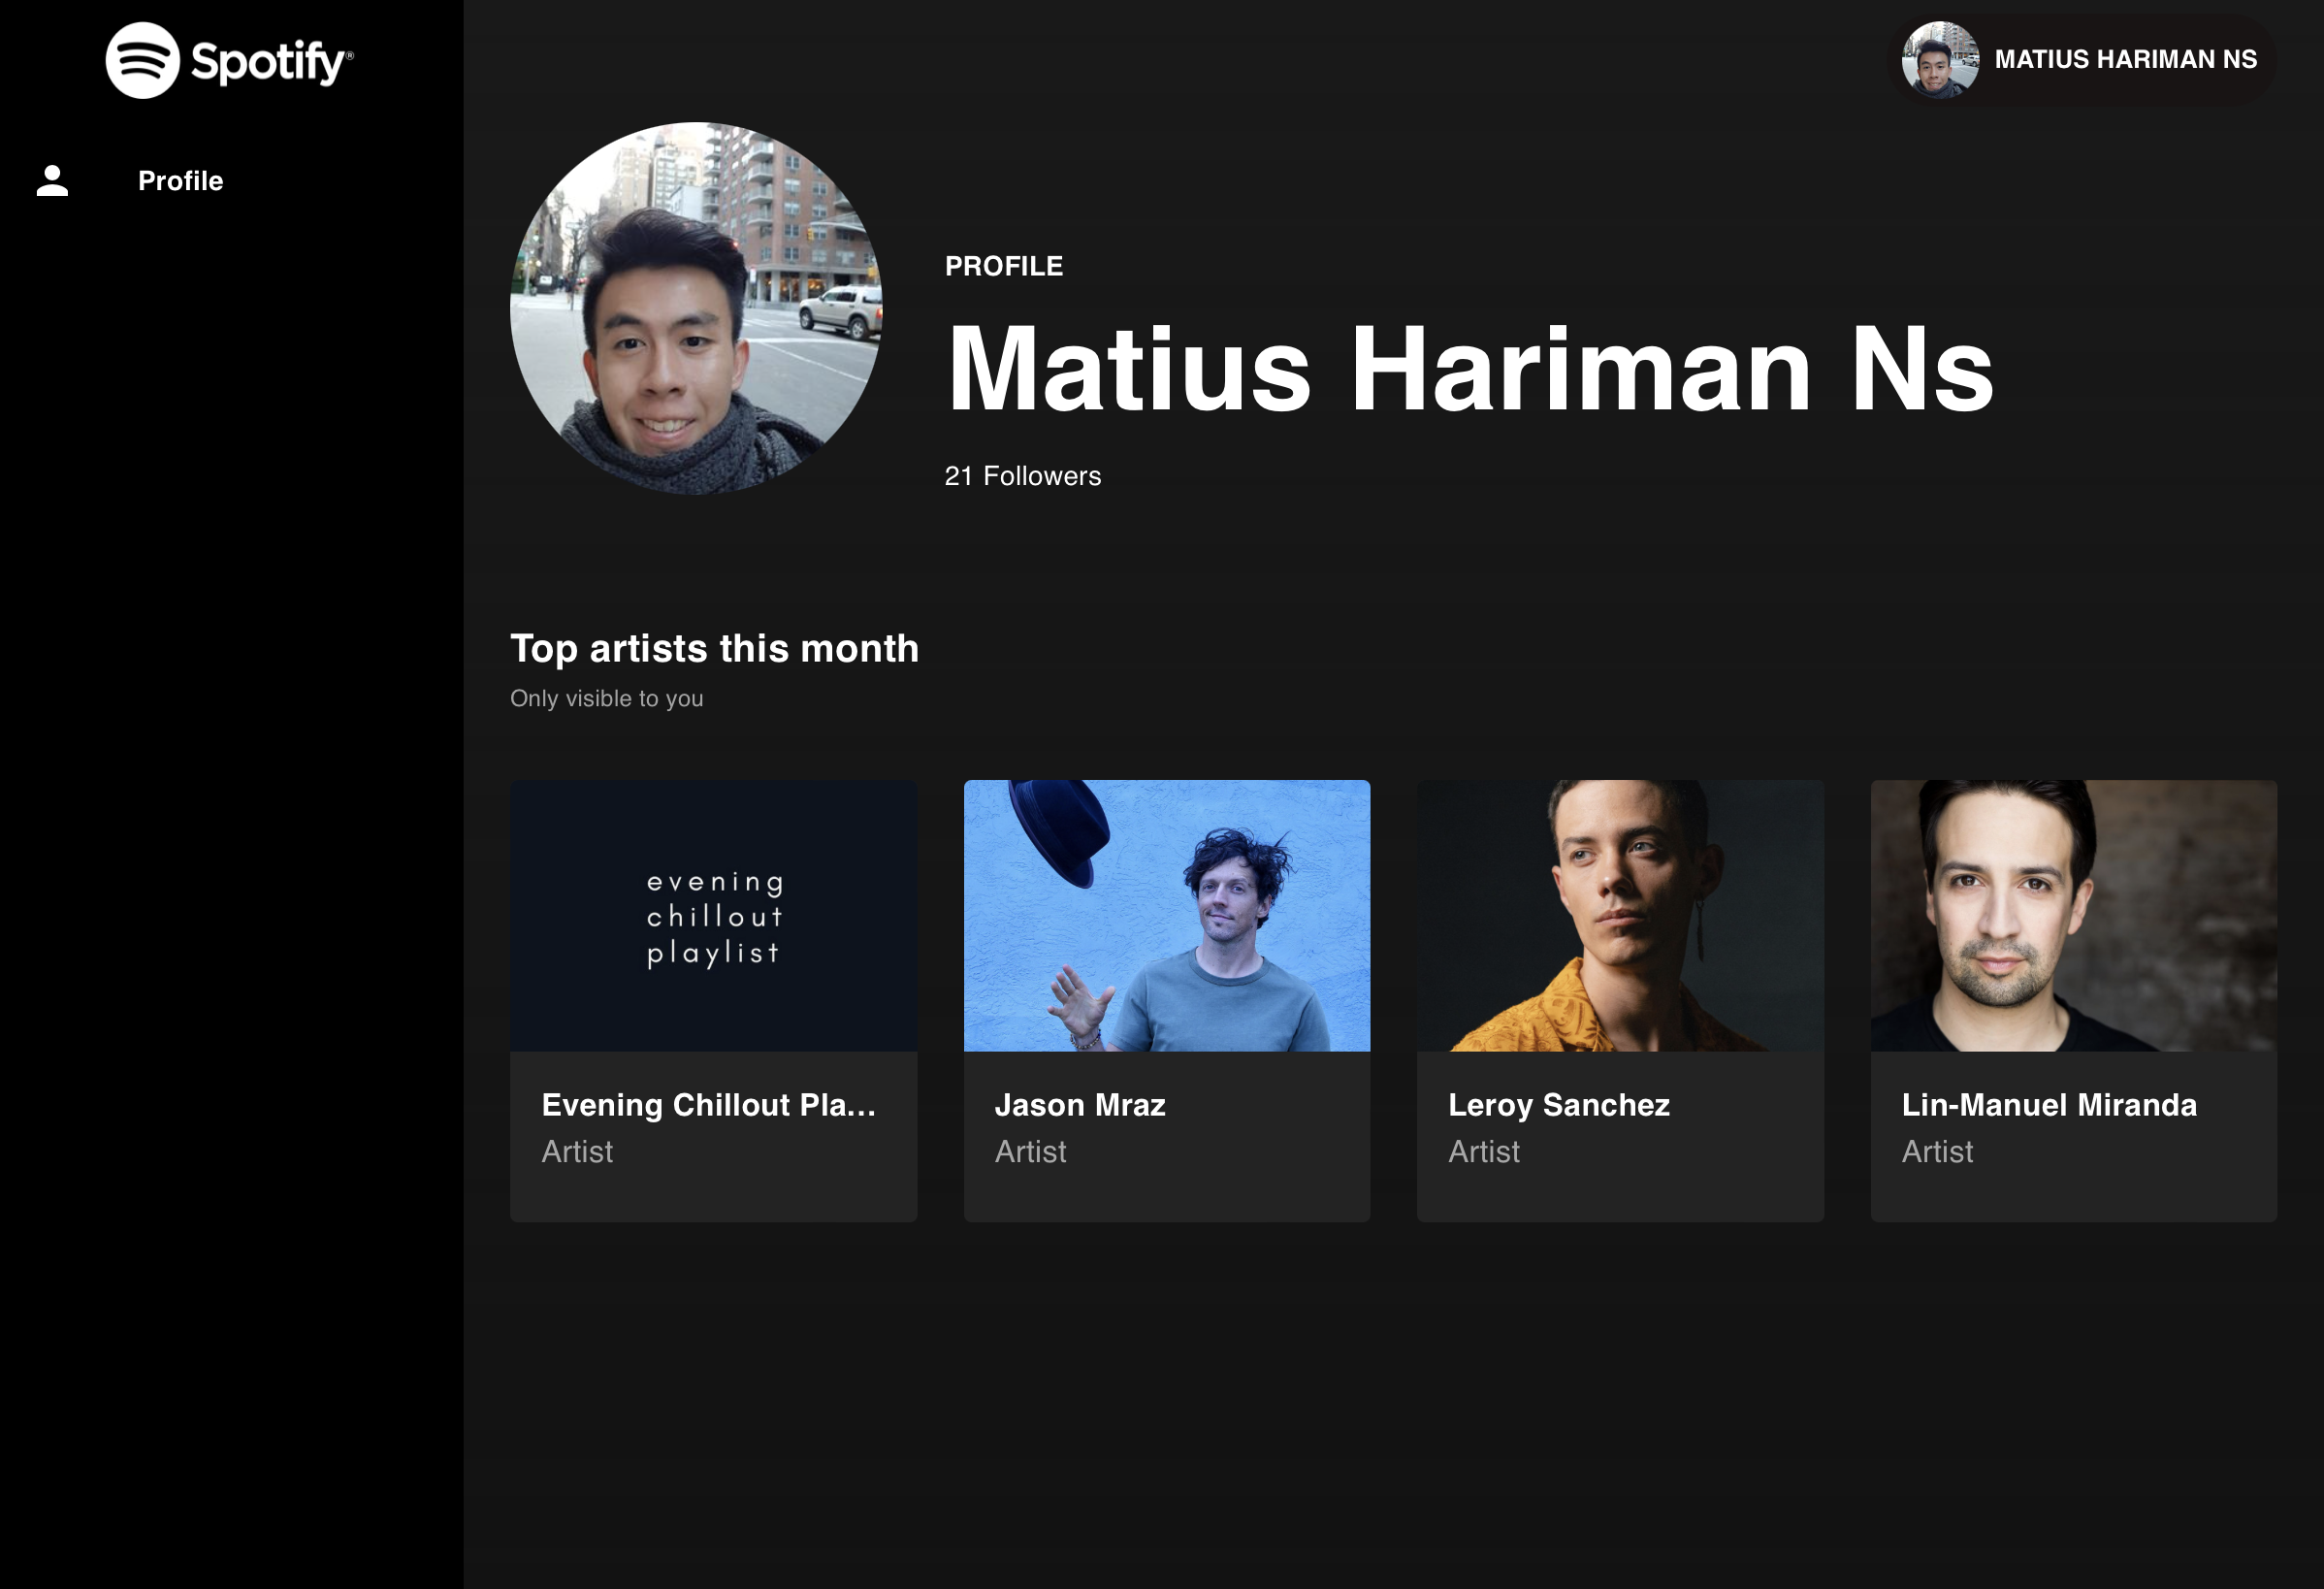 Spotify®
MATIUS HARIMAN NS
Profile
PROFILE
Matius Hariman Ns
21 Followers
Top artists this month
Only visible to you
evening
chillout
playlist
Evening Chillout Pla...
Artist
Jason Mraz
Artist
Leroy Sanchez
Artist
Lin-Manuel Miranda
Artist